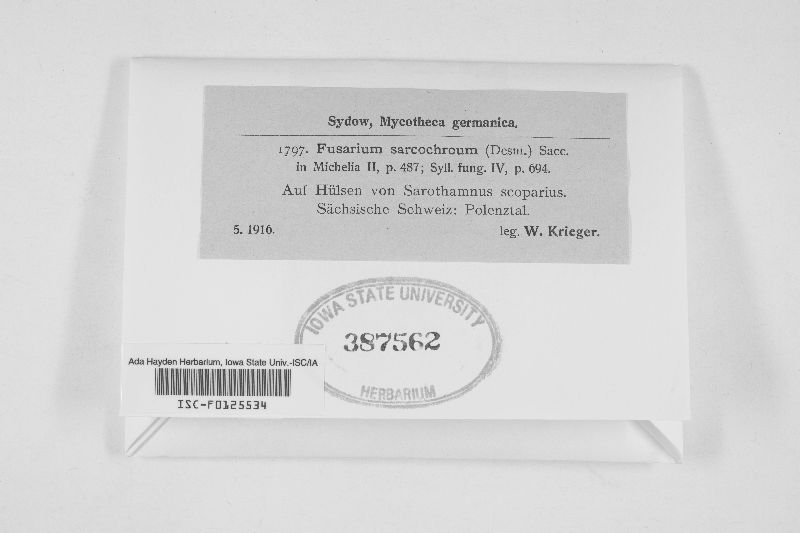 Sydow, Mycotheca germanica.
1797. Fusarium sarcochroum (Desm.) Sacc.
in Michelia II, p. 487; Syll. fung. IV, p. 694.
Auf Hülsen von Sarothamnus scoparius.
Sächsische Schweiz: Polenztal.
5. 1916. leg. W. Krieger.
IOWA STATE UNIVERSITY
387562
HERBARIUM
Ada Hayden Herbarium, Iowa State Univ.-ISC/IA
ISC-F0125534